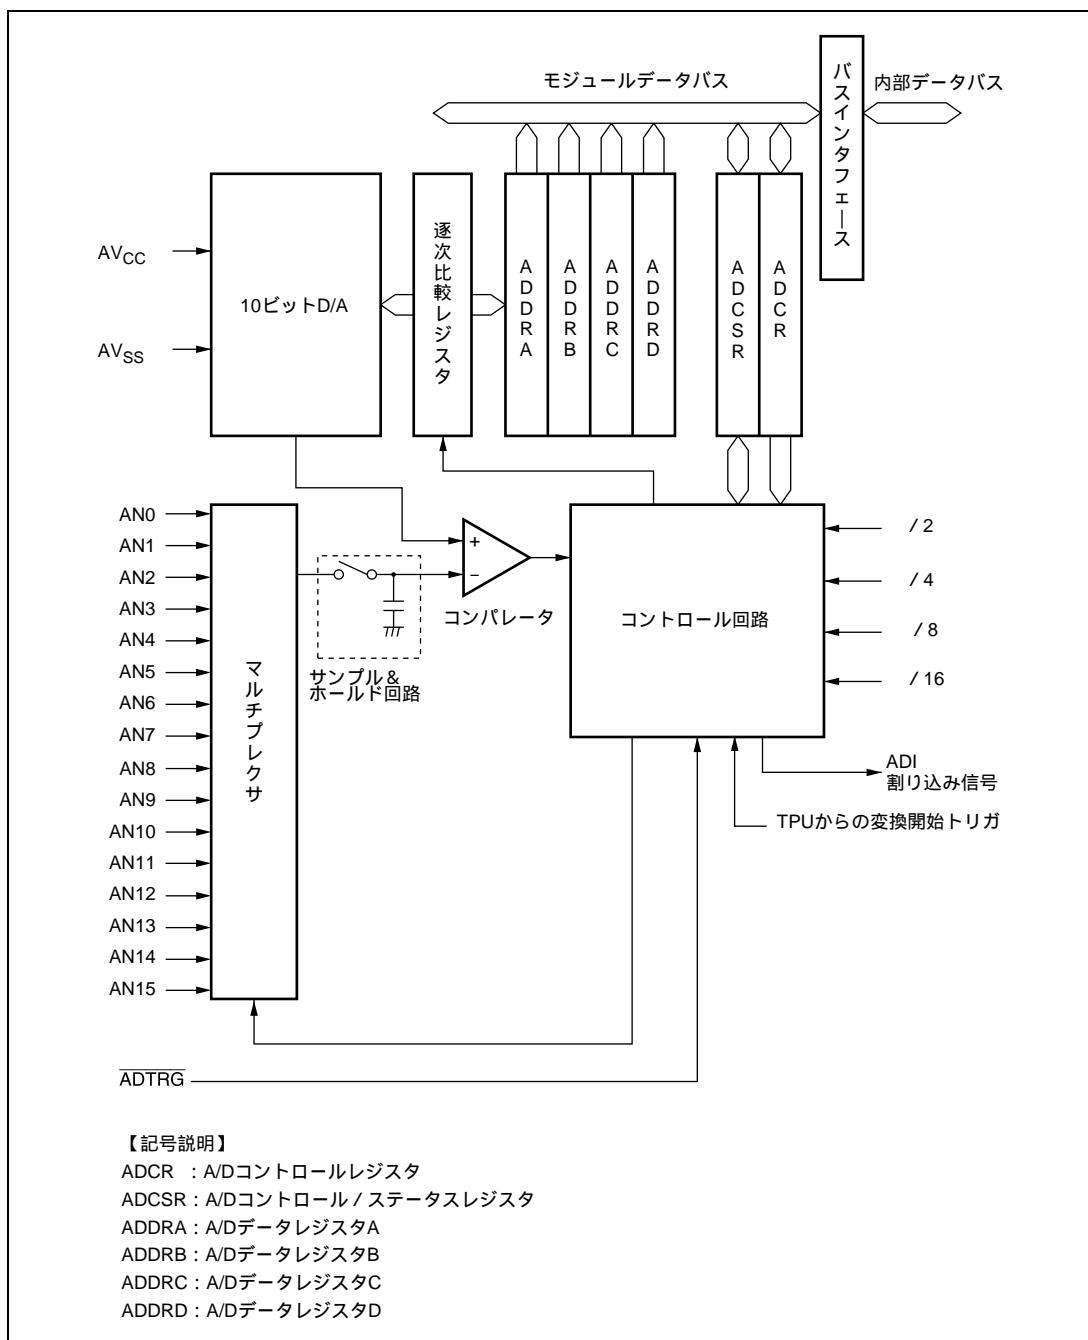 モジュールデータバス
バスインタフェース
内部データバス
AVCC
AVSS
10ビットD/A
逐次比較レジスタ
ADDRA
ADDRB
ADDRC
ADDRD
ADCSR
ADCR
AN0
AN1
AN2
AN3
AN4
AN5
AN6
AN7
AN8
AN9
AN10
AN11
AN12
AN13
AN14
AN15
マルチプレクサ
+
−
コンパレータ
サンプル&
ホールド回路
コントロール回路
/ 2
/ 4
/ 8
/ 16
ADI
割り込み信号
TPUからの変換開始トリガ
ADTRG
【記号説明】
ADCR :A/Dコントロールレジスタ
ADCSR:A/Dコントロール / ステータスレジスタ
ADDRA:A/DデータレジスタA
ADDRB:A/DデータレジスタB
ADDRC:A/DデータレジスタC
ADDRD:A/DデータレジスタD